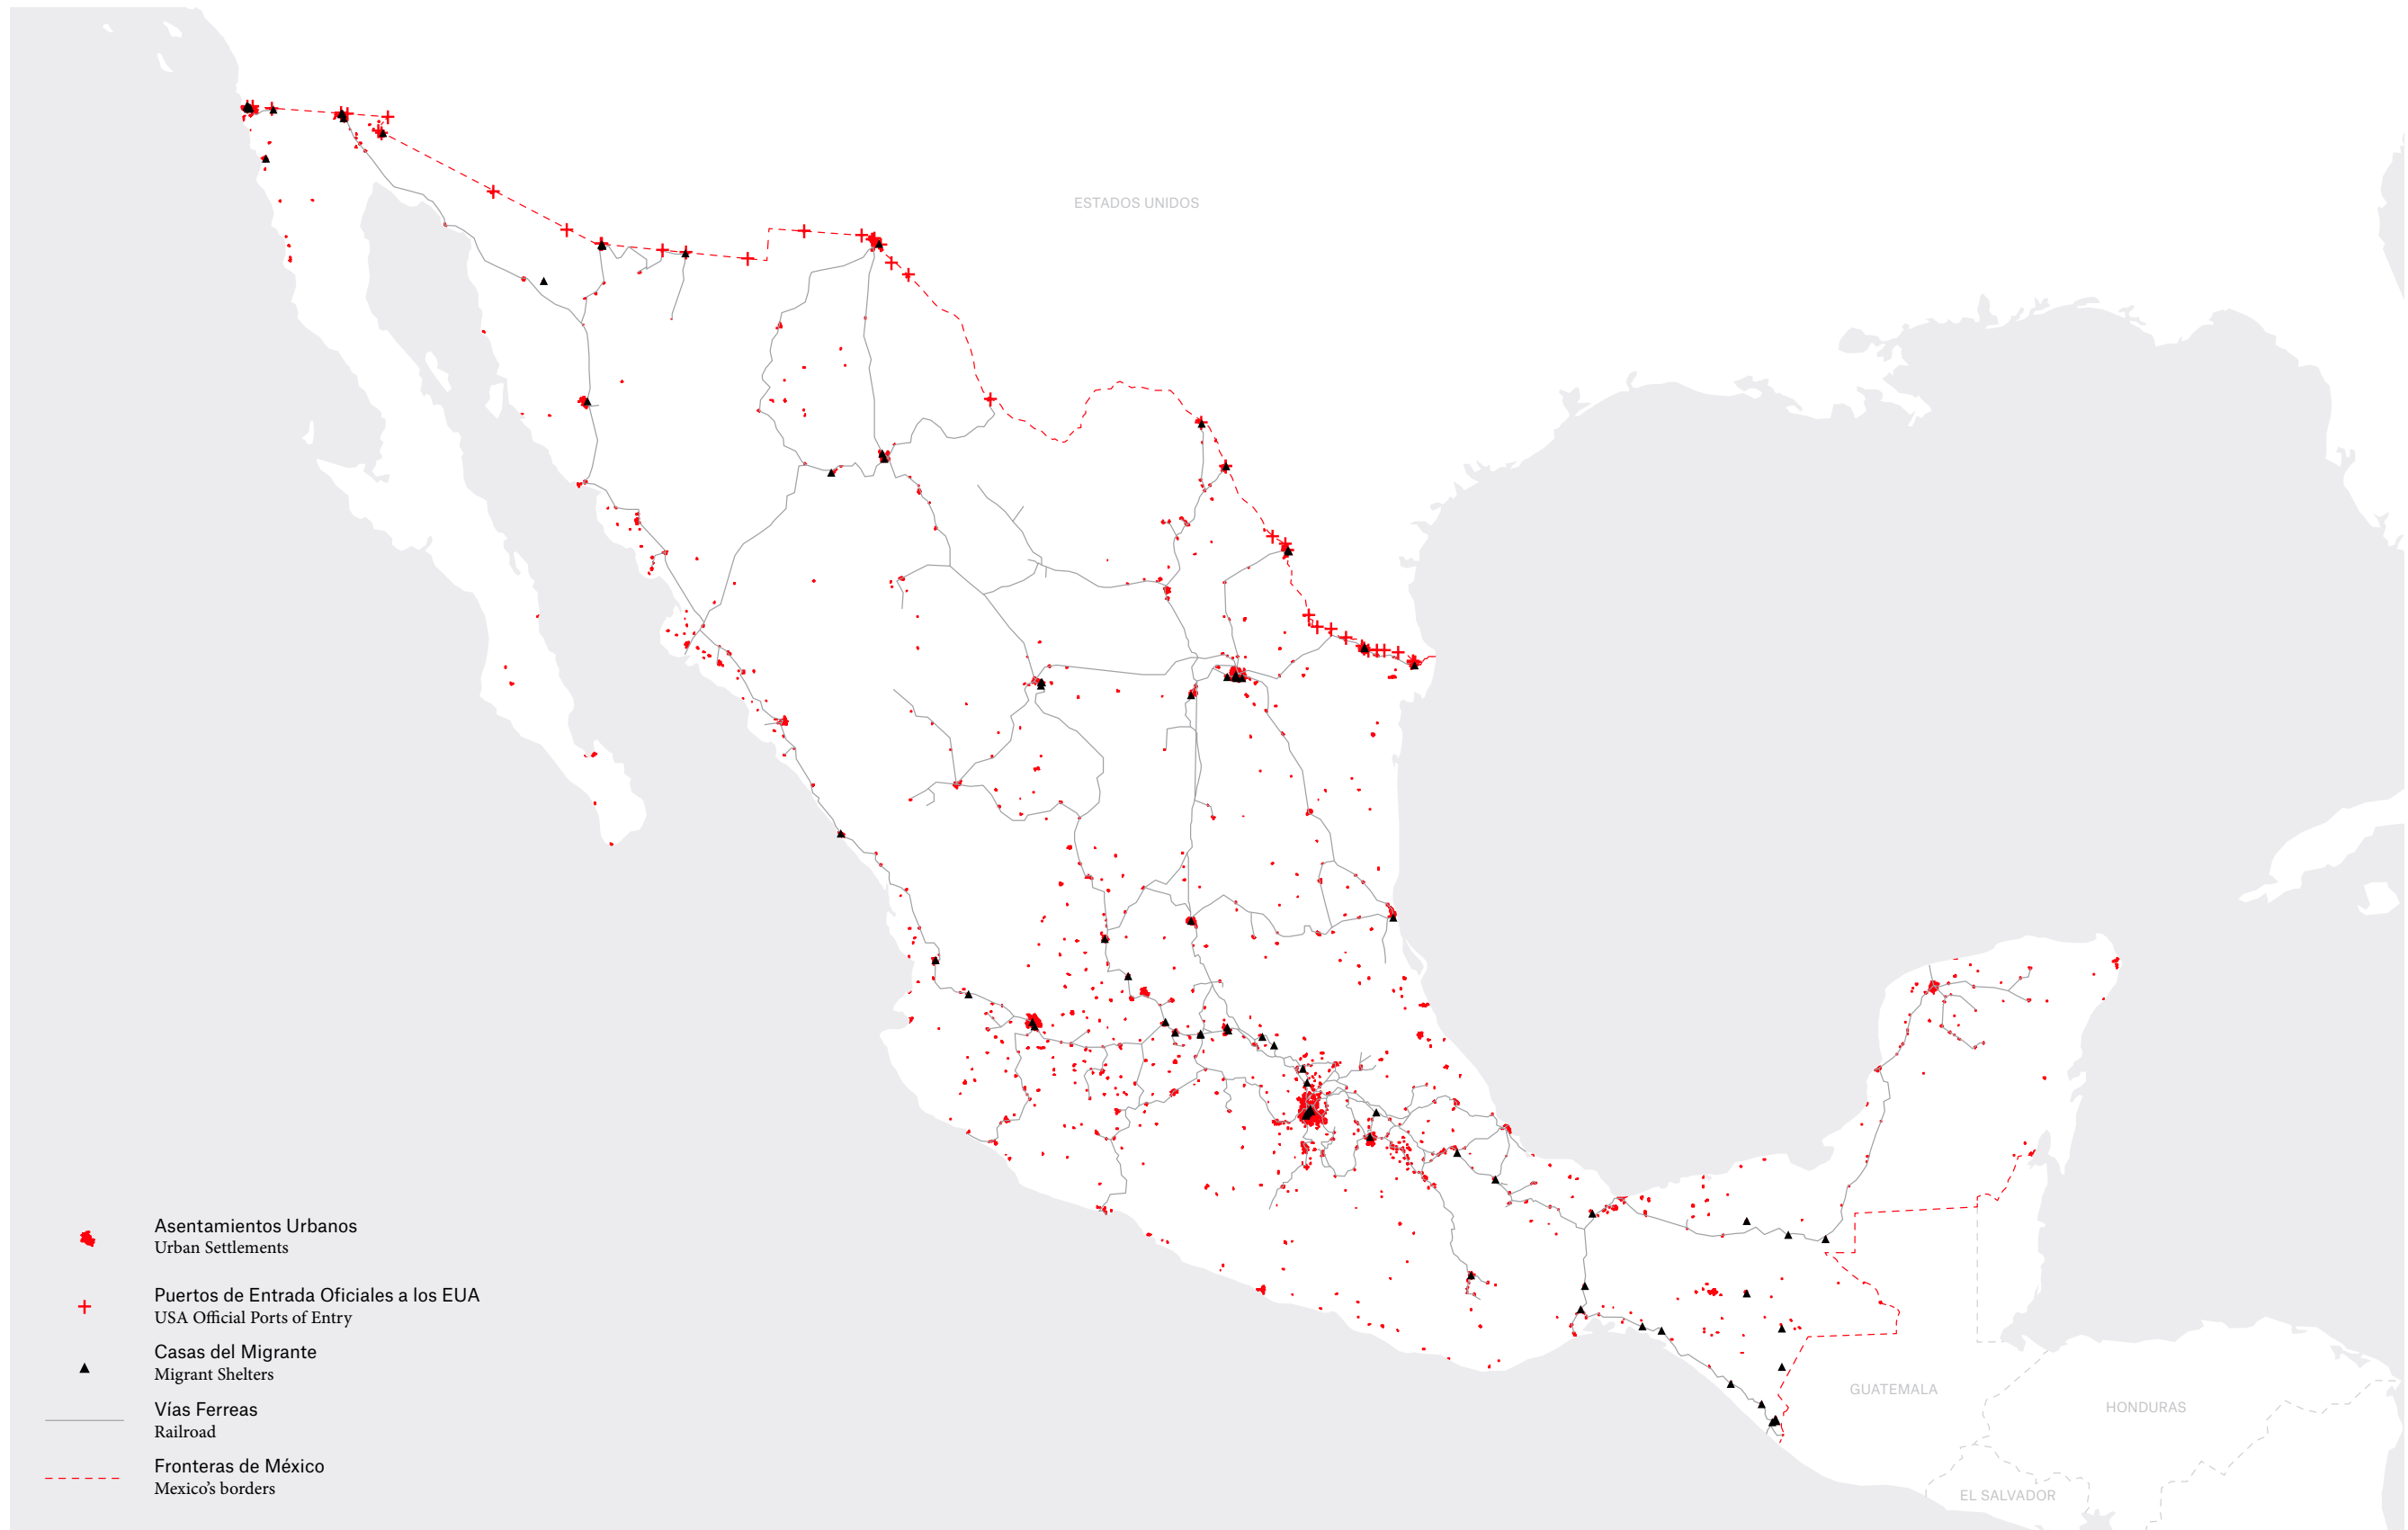 ESTADOS UNIDOS
Asentamientos Urbanos
Urban Settlements
Puertos de Entrada Oficiales a los EUA
USA Official Ports of Entry
Casas del Migrante
Migrant Shelters
Vías Ferreas
Railroad
Fronteras de México
Mexico's borders
GUATEMALA
HONDURAS
EL SALVADOR